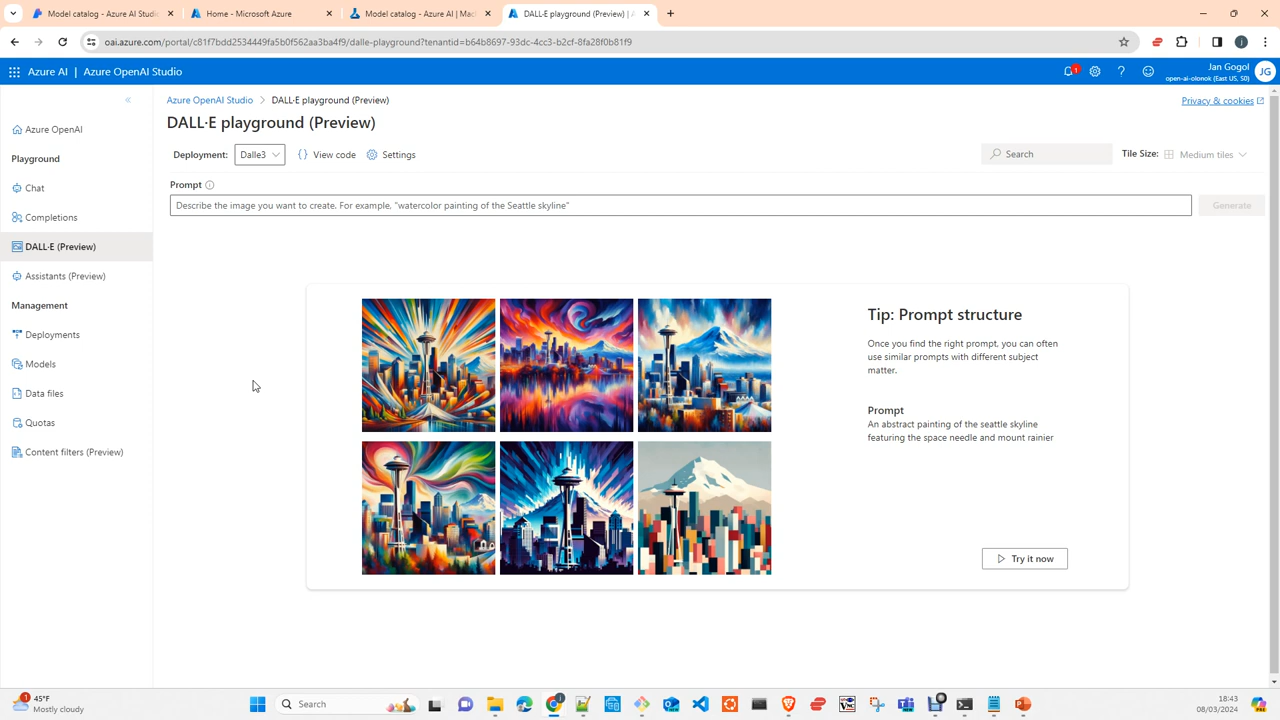 Model catalog - Azure AI Studio
Home - Microsoft Azure
Model catalog - Azure AI | Mac
DALL·E playground (Preview) | A
oai.azure.com/portal/c81f7bdd2534449fa5b0f562aa3ba4f9/dalle-playground?tenantid=b64b8697-93dc-4cc3-b2cf-8fa28f0b81f9
Azure AI | Azure OpenAI Studio
1
Jan Gogol
open-ai-olonok (East US, S0)
JG
Azure OpenAI Studio > DALL·E playground (Preview)
Privacy & cookies
DALL·E playground (Preview)
Deployment: Dalle3
View code
Settings
Search
Tile Size: Medium tiles
Prompt
Describe the image you want to create. For example, "watercolor painting of the Seattle skyline"
Generate
Azure OpenAI
Playground
Chat
Completions
DALL·E (Preview)
Assistants (Preview)
Management
Deployments
Models
Data files
Quotas
Content filters (Preview)
Tip: Prompt structure
Once you find the right prompt, you can often
use similar prompts with different subject
matter.
Prompt
An abstract painting of the seattle skyline
featuring the space needle and mount rainier
Try it now
1
45°F
Mostly cloudy
Search
18:43
08/03/2024